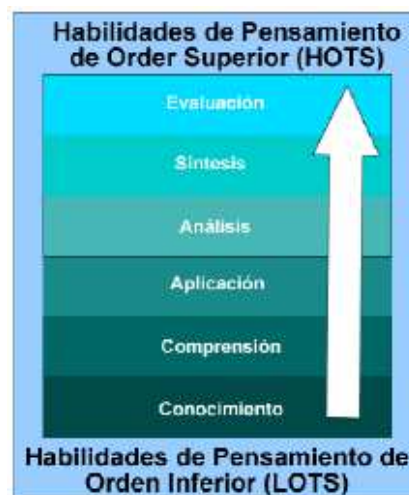 Habilidades de Pensamiento
de Order Superior (HOTS)
Evaluación
Síntesis
Análisis
Aplicación
Comprensión
Conocimiento
Habilidades de Pensamiento de
Orden Inferior (LOTS)